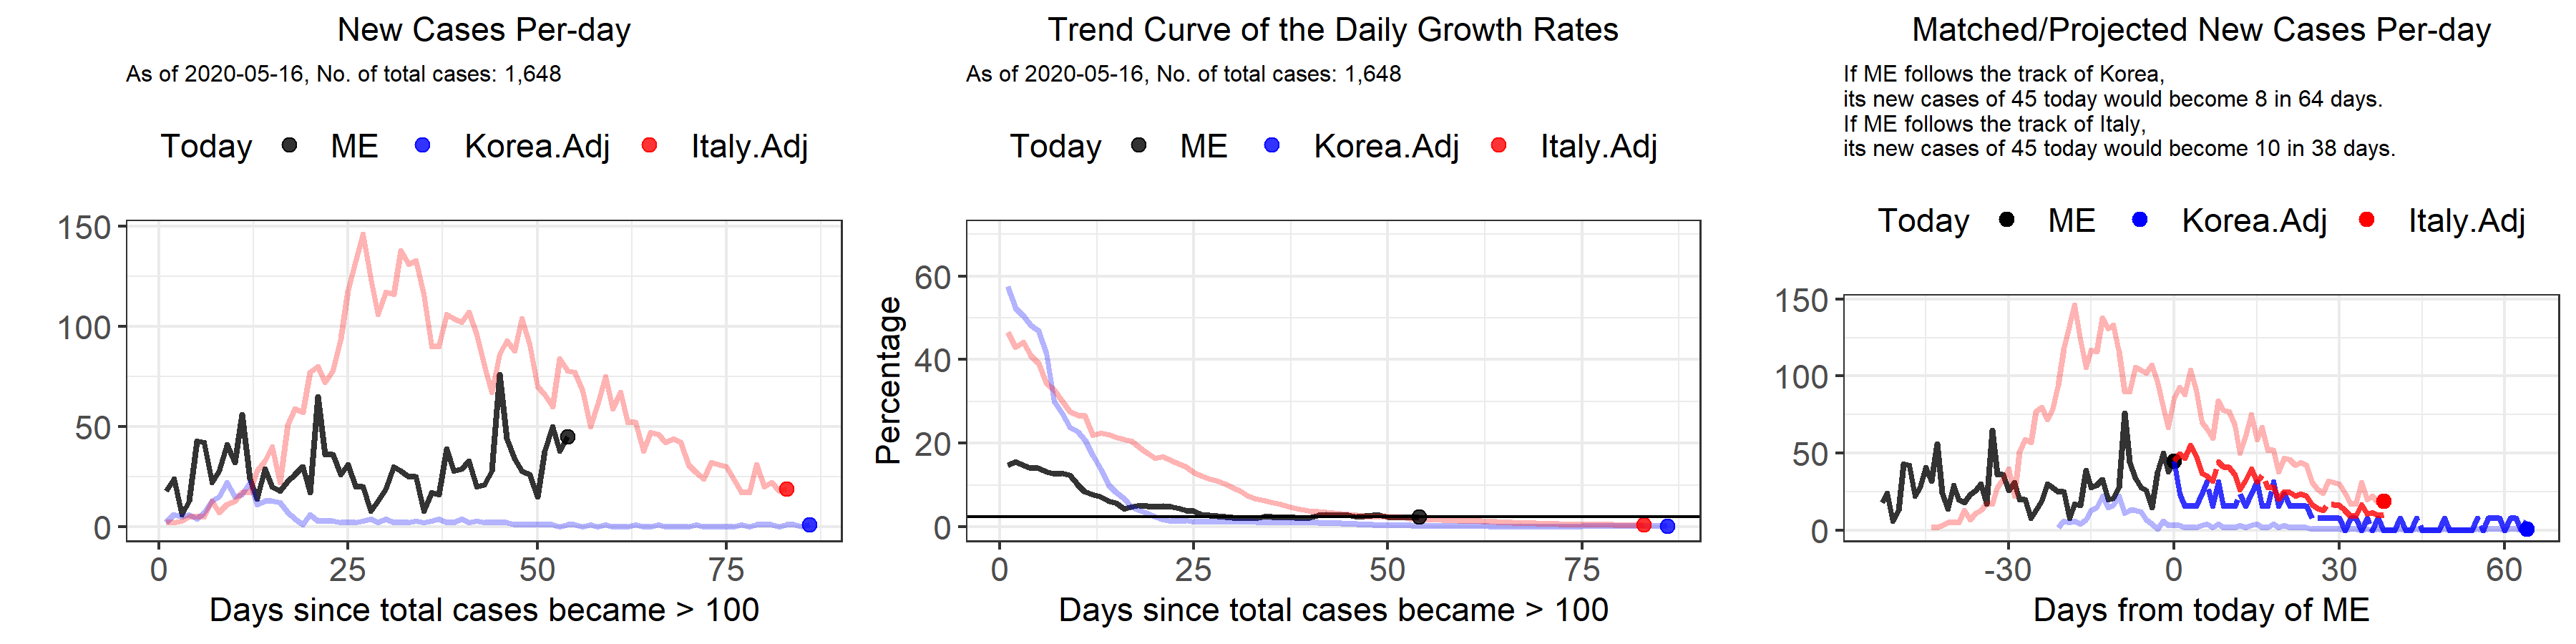 New Cases Per-day
As of 2020-05-16, No. of total cases: 1,648
Today ME Korea.Adj Italy.Adj
150
100
50
0
0 25 50 75
Days since total cases became > 100
Trend Curve of the Daily Growth Rates
As of 2020-05-16, No. of total cases: 1,648
Today ME Korea.Adj Italy.Adj
Percentage
60
40
20
0
0 25 50 75
Days since total cases became > 100
Matched/Projected New Cases Per-day
If ME follows the track of Korea,
its new cases of 45 today would become 8 in 64 days.
If ME follows the track of Italy,
its new cases of 45 today would become 10 in 38 days.
Today ME Korea.Adj Italy.Adj
150
100
50
0
-30 0 30 60
Days from today of ME